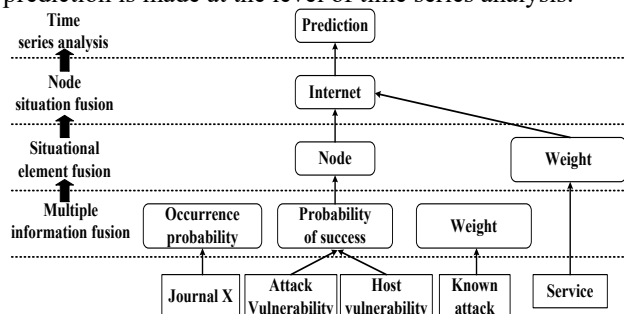 prediction is made at the level of time series analysis.
Time
series analysis
Prediction
Node
situation fusion
Internet
Situational
element fusion
Node
Weight
Multiple
information fusion
Occurrence
probability
Probability
of success
Weight
Journal X
Attack
Vulnerability
Host
vulnerability
Known
attack
Service